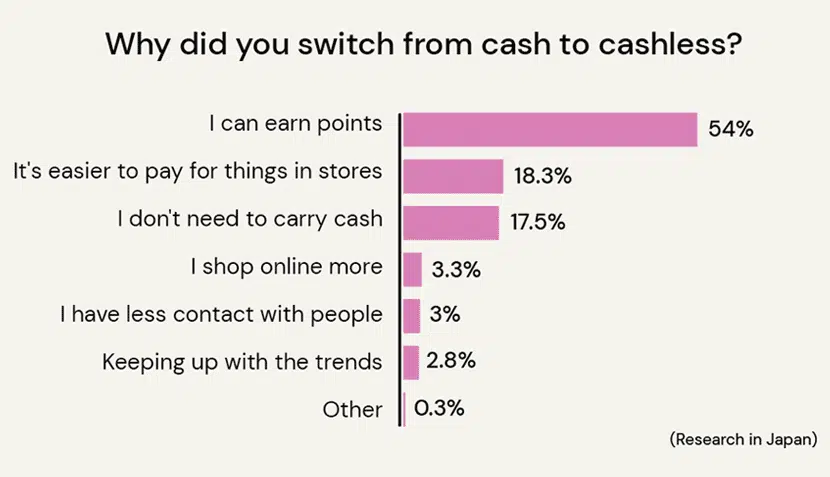 Why did you switch from cash to cashless?
I can earn points 54%
It's easier to pay for things in stores 18.3%
I don't need to carry cash 17.5%
I shop online more 3.3%
I have less contact with people 3%
Keeping up with the trends 2.8%
Other 0.3%
(Research in Japan)